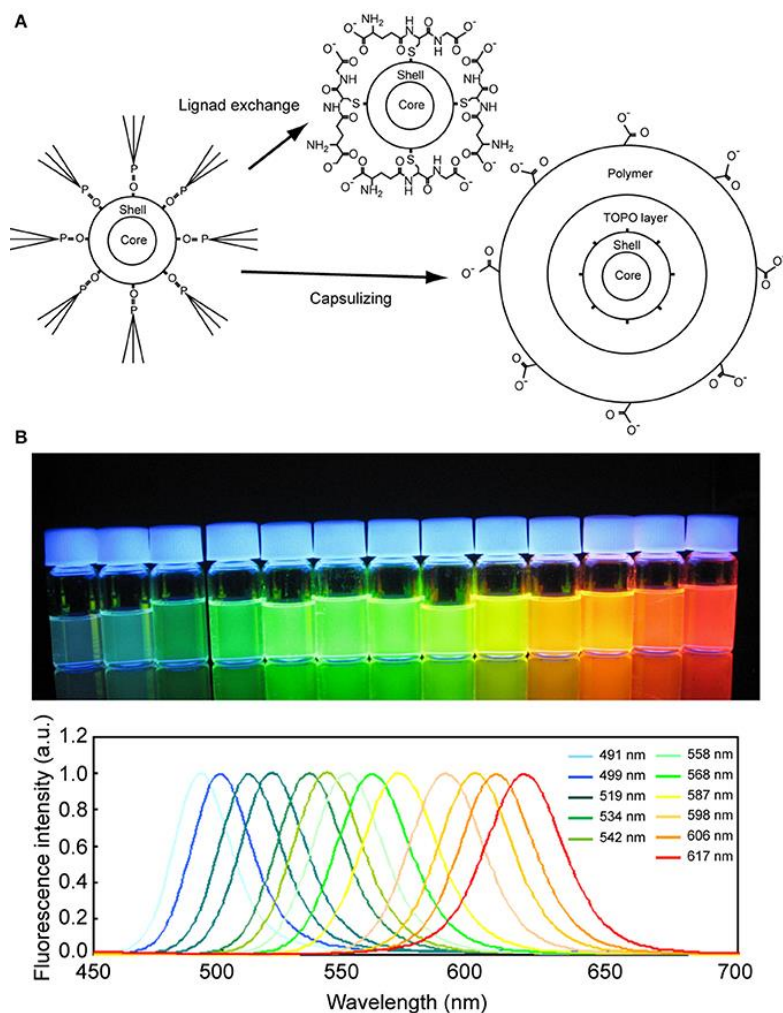 A
Lignad exchange
Capsulizing
Shell
Core
P
O
P
O
P
O
P
O
P
O
P
O
P
O
P
O
Shell
Core
S
S
S
S
O⁻
NH₂
O
O
H
N
NH
O
O
O⁻
Polymer
TOPO layer
Shell
Core
O⁻
O
O⁻
O
O⁻
O
O⁻
O
O⁻
O
O⁻
O
O⁻
O
O⁻
O
B
Fluorescence intensity (a.u.)
1.2
1.0
0.8
0.6
0.4
0.2
0.0
491 nm
499 nm
519 nm
534 nm
542 nm
558 nm
568 nm
587 nm
598 nm
606 nm
617 nm
450 500 550 600 650 700
Wavelength (nm)